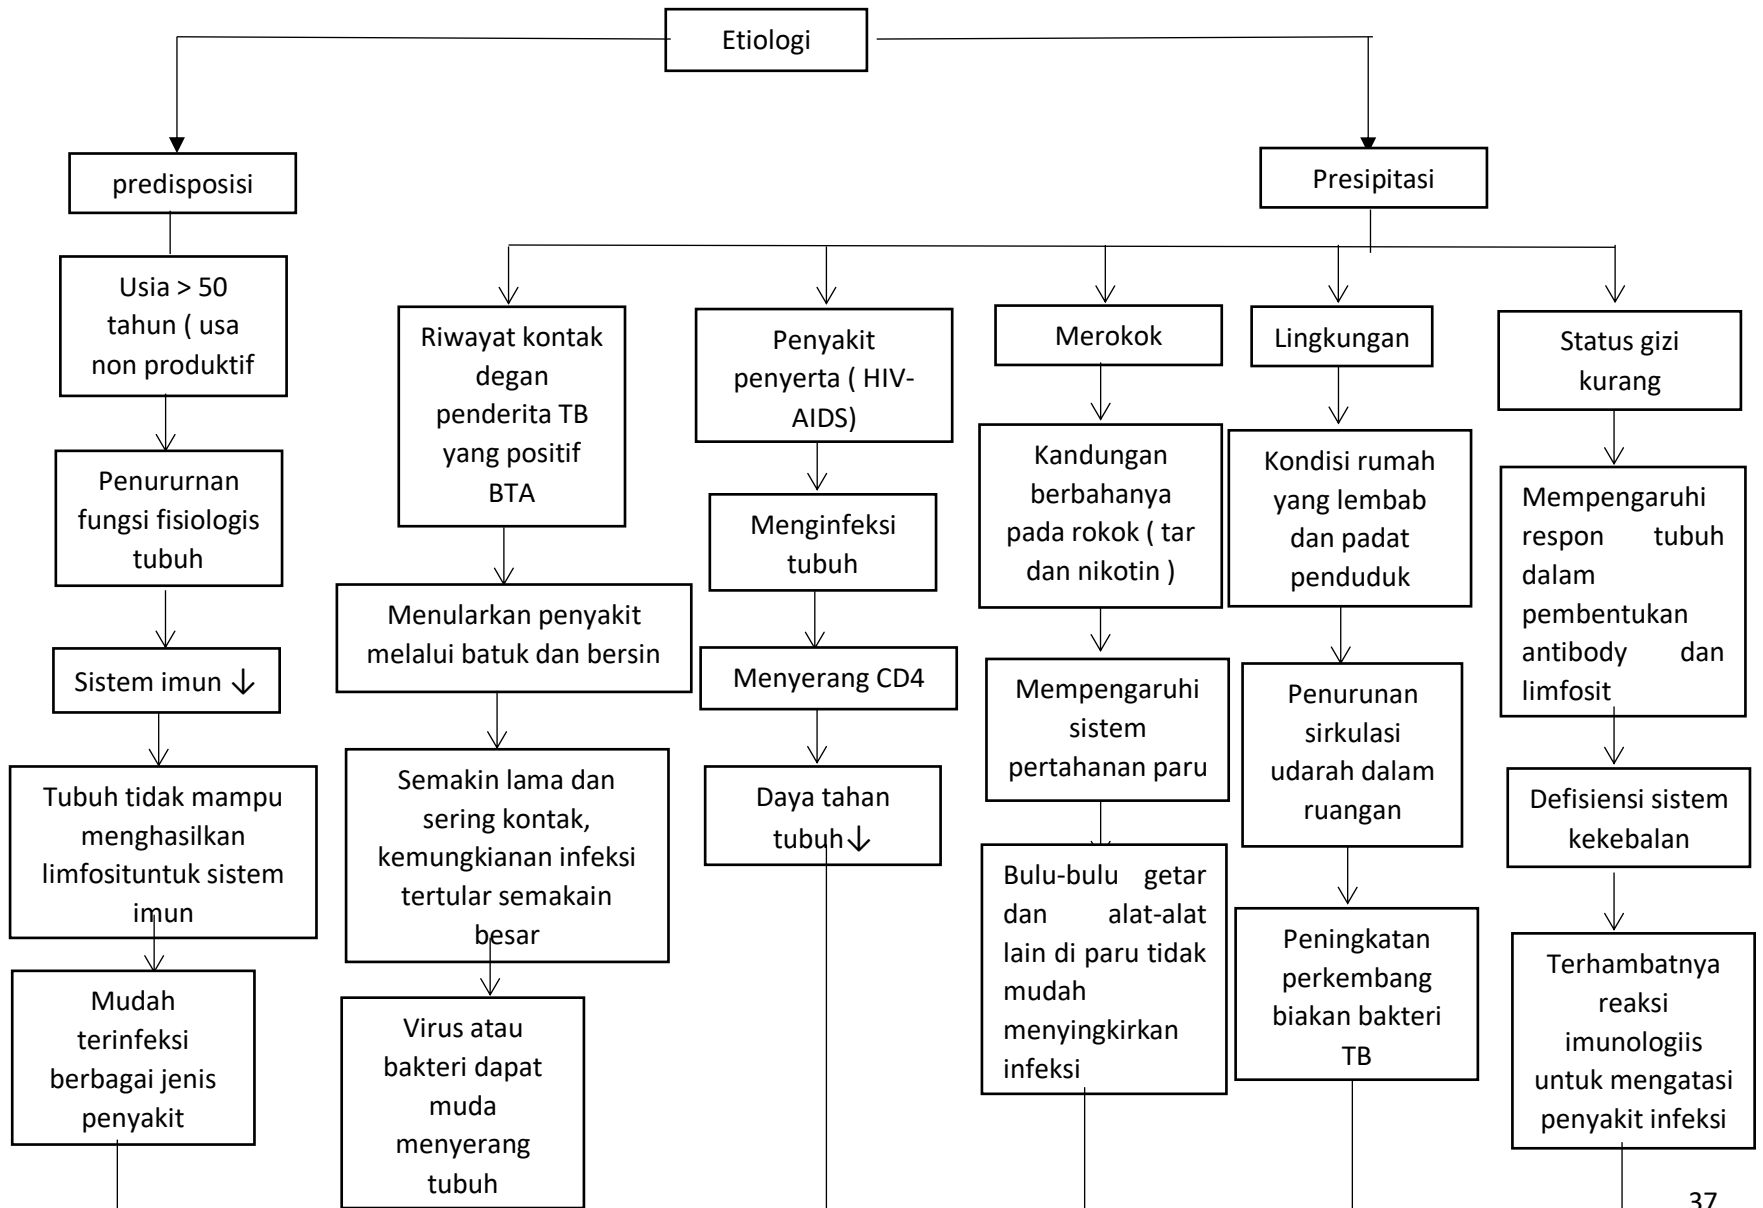 Etiologi
predisposisi
Presipitasi
Usia > 50
tahun ( usa
non produktif
Penururnan
fungsi fisiologis
tubuh
Sistem imun ↓
Tubuh tidak mampu
menghasilkan
limfosituntuk sistem
imun
Mudah
terinfeksi
berbagai jenis
penyakit
Riwayat kontak
degan
penderita TB
yang positif
BTA
Menularkan penyakit
melalui batuk dan bersin
Semakin lama dan
sering kontak,
kemungkianan infeksi
tertular semakain
besar
Virus atau
bakteri dapat
muda
menyerang
tubuh
Penyakit
penyerta ( HIV-
AIDS)
Menginfeksi
tubuh
Menyerang CD4
Daya tahan
tubuh↓
Merokok
Kandungan
berbahanya
pada rokok ( tar
dan nikotin )
Mempengaruhi
sistem
pertahanan paru
Bulu-bulu getar
dan alat-alat
lain di paru tidak
mudah
menyingkirkan
infeksi
Lingkungan
Kondisi rumah
yang lembab
dan padat
penduduk
Penurunan
sirkulasi
udarah dalam
ruangan
Peningkatan
perkembang
biakan bakteri
TB
Status gizi
kurang
Mempengaruhi
respon tubuh
dalam
pembentukan
antibody dan
limfosit
Defisiensi sistem
kekebalan
Terhambatnya
reaksi
imunologiis
untuk mengatasi
penyakit infeksi
37